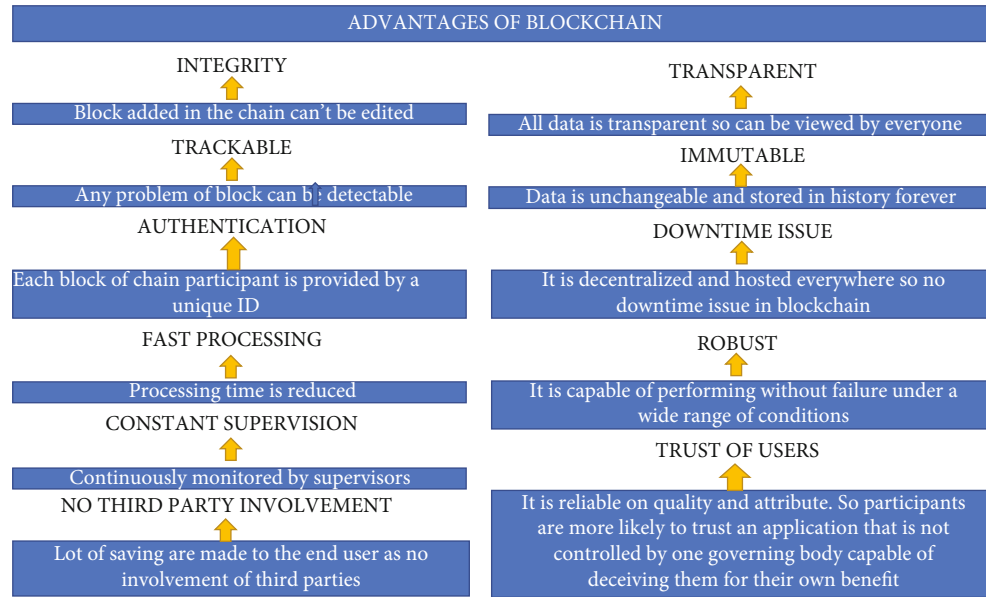 ADVANTAGES OF BLOCKCHAIN
INTEGRITY
Block added in the chain can't be edited
TRACKABLE
Any problem of block can be detectable
AUTHENTICATION
Each block of chain participant is provided by a
unique ID
FAST PROCESSING
Processing time is reduced
CONSTANT SUPERVISION
Continuously monitored by supervisors
NO THIRD PARTY INVOLVEMENT
Lot of saving are made to the end user as no
involvement of third parties
TRANSPARENT
All data is transparent so can be viewed by everyone
IMMUTABLE
Data is unchangeable and stored in history forever
DOWNTIME ISSUE
It is decentralized and hosted everywhere so no
downtime issue in blockchain
ROBUST
It is capable of performing without failure under a
wide range of conditions
TRUST OF USERS
It is reliable on quality and attribute. So participants
are more likely to trust an application that is not
controlled by one governing body capable of
deceiving them for their own benefit